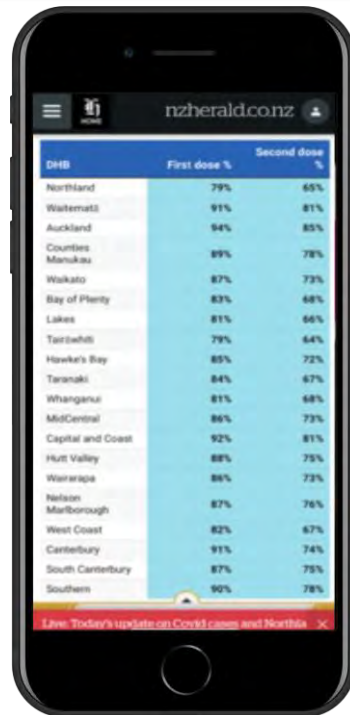 HOME
nzherald.co.nz
DHB First dose % Second dose %
Northland 79% 65%
Waitematā 91% 81%
Auckland 94% 85%
Counties Manukau 89% 78%
Waikato 87% 73%
Bay of Plenty 83% 68%
Lakes 81% 66%
Tairāwhiti 79% 64%
Hawke's Bay 85% 72%
Taranaki 84% 67%
Whanganui 81% 68%
MidCentral 86% 73%
Capital and Coast 92% 81%
Hutt Valley 88% 75%
Wairarapa 86% 73%
Nelson Marlborough 87% 76%
West Coast 82% 67%
Canterbury 91% 74%
South Canterbury 87% 75%
Southern 90% 78%
Live: Today's update on Covid cases and Northla